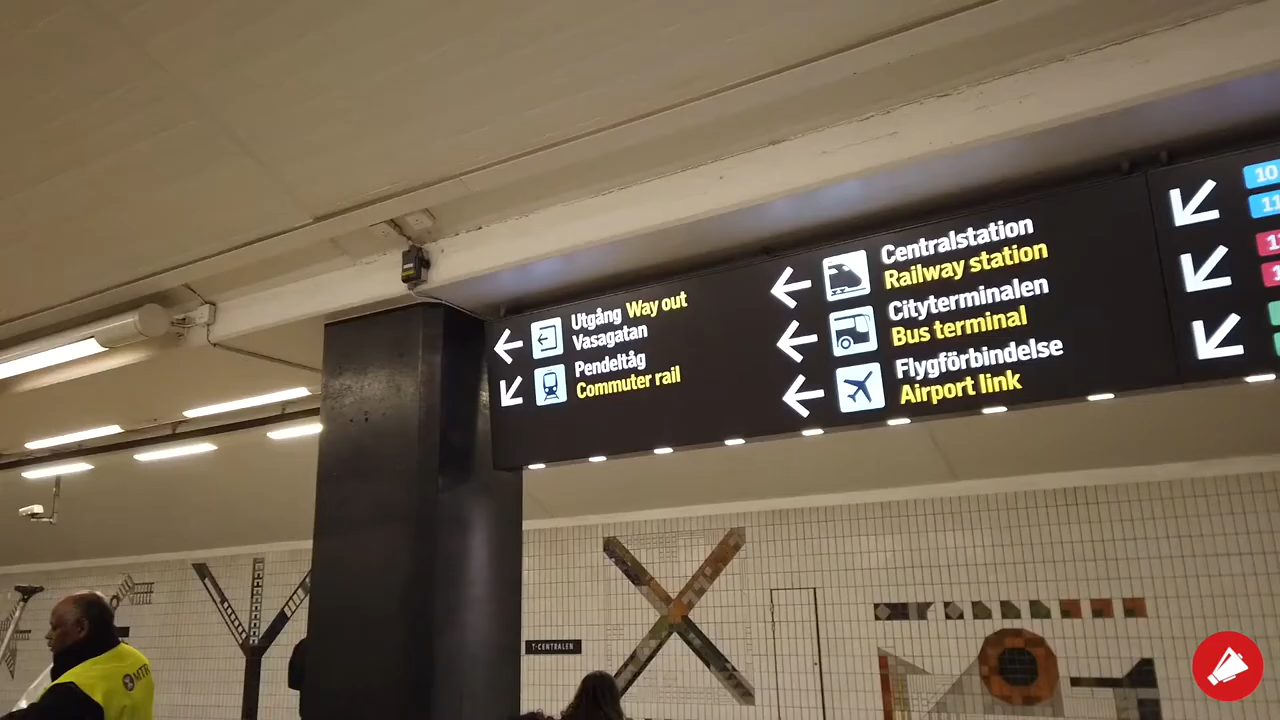 Utgång Way out
Vasagatan
Pendeltåg
Commuter rail
Centralstation
Railway station
Cityterminalen
Bus terminal
Flygförbindelse
Airport link
10
11
T-CENTRALEN
MTR